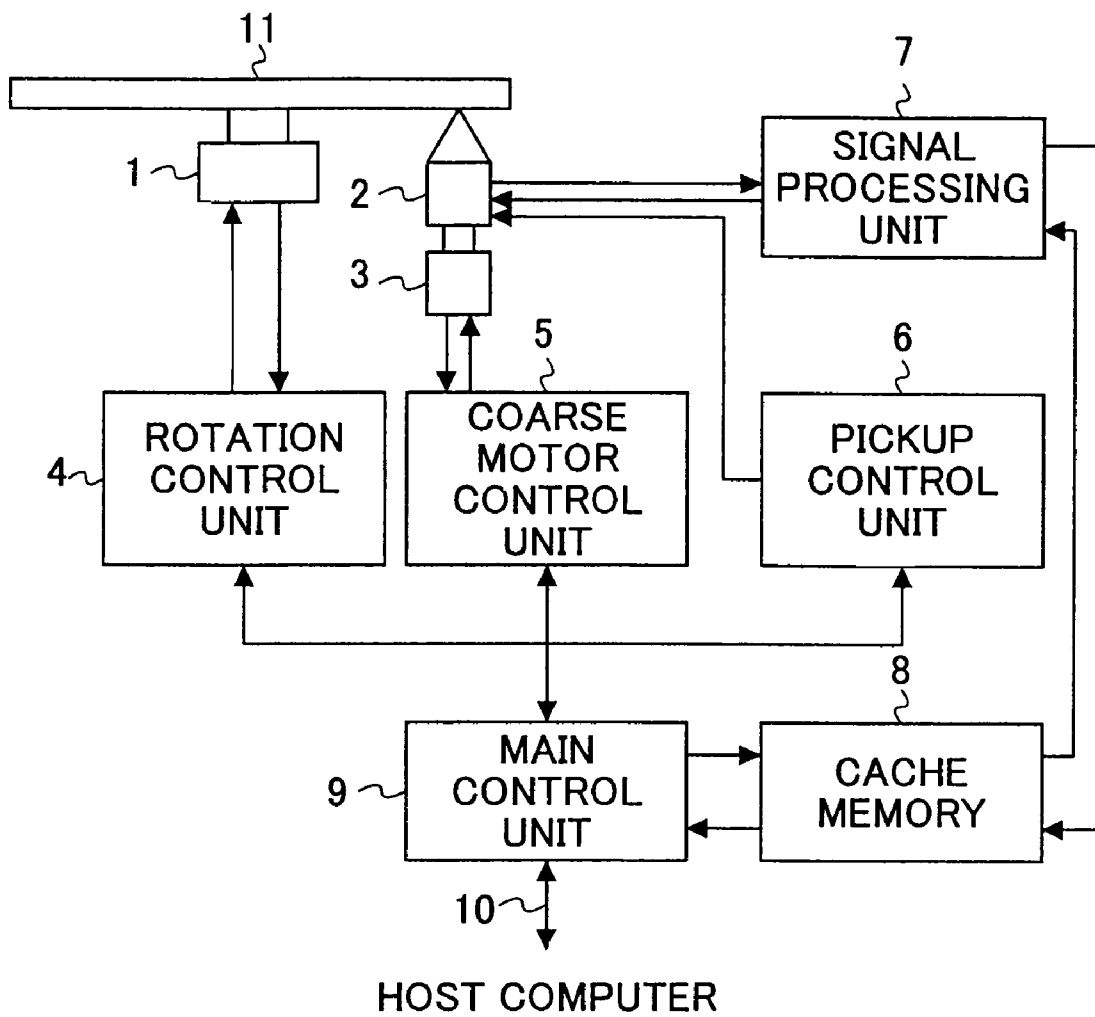 11
7
1
SIGNAL
PROCESSING
UNIT
2
3
5
6
4
ROTATION
CONTROL
UNIT
COARSE
MOTOR
CONTROL
UNIT
PICKUP
CONTROL
UNIT
8
9
MAIN
CONTROL
UNIT
CACHE
MEMORY
10
HOST COMPUTER